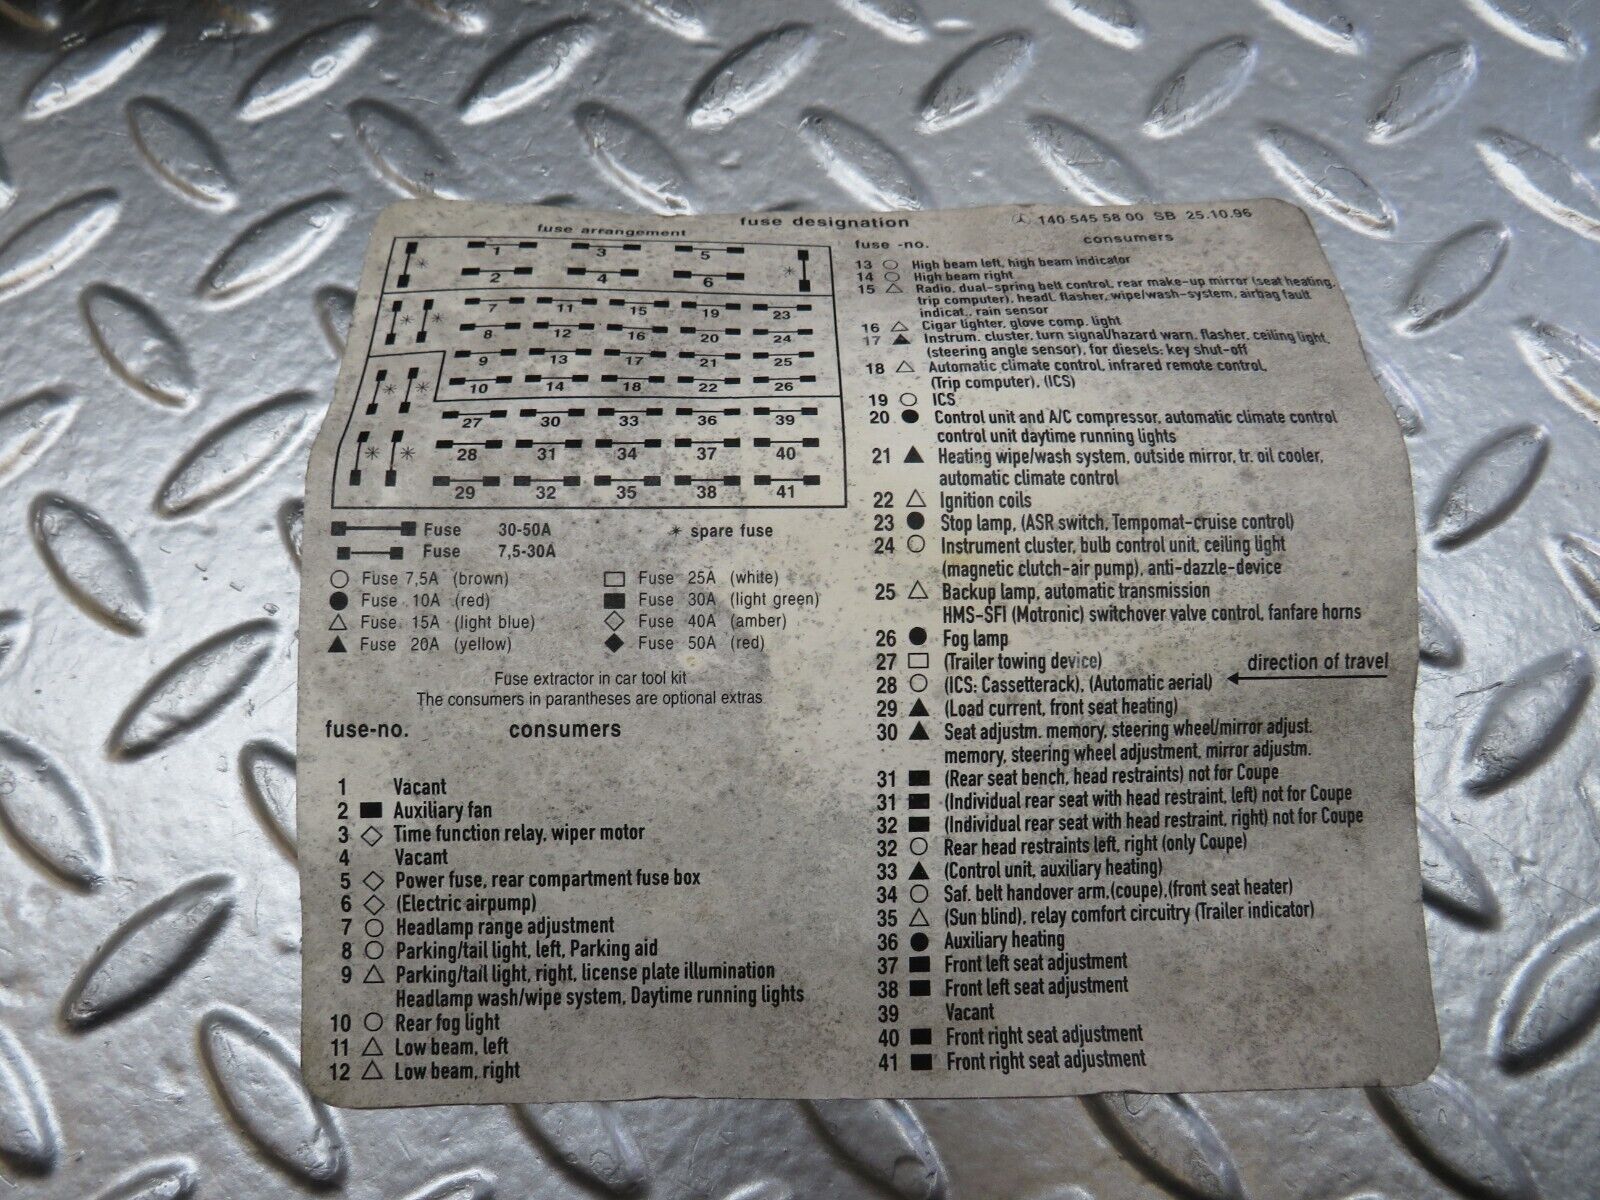 fuse designation
140 545 58 00 SB 25.10.96
fuse arrangement
1 3 5
2 4 6
7 11 15 19 23
8 12 16 20 24
9 13 17 21 25
10 14 18 22 26
27 30 33 36 39
28 31 34 37 40
29 32 35 38 41
Fuse 30-50A
* spare fuse
Fuse 7,5-30A
Fuse 7,5A (brown)
Fuse 10A (red)
Fuse 15A (light blue)
Fuse 20A (yellow)
Fuse 25A (white)
Fuse 30A (light green)
Fuse 40A (amber)
Fuse 50A (red)
Fuse extractor in car tool kit
The consumers in parantheses are optional extras
fuse-no. consumers
1 Vacant
2 ■ Auxiliary fan
3 ◇ Time function relay, wiper motor
4 Vacant
5 ◇ Power fuse, rear compartment fuse box
6 ◇ (Electric airpump)
7 ○ Headlamp range adjustment
8 ○ Parking/tail light, left, Parking aid
9 △ Parking/tail light, right, license plate illumination
Headlamp wash/wipe system, Daytime running lights
10 ○ Rear fog light
11 △ Low beam, left
12 △ Low beam, right
fuse -no. consumers
13 ○ High beam left, high beam indicator
14 ○ High beam right
15 △ Radio, dual-spring belt control, rear make-up mirror (seat heating,
trip computer), headl. flasher, wipe/wash-system, airbag fault
indicat., rain sensor
16 △ Cigar lighter, glove comp. light
17 ▲ Instrum. cluster, turn signal/hazard warn. flasher, ceiling light,
(steering angle sensor), for diesels: key shut-off
18 △ Automatic climate control, infrared remote control,
(Trip computer), (ICS)
19 ○ ICS
20 ● Control unit and A/C compressor, automatic climate control
control unit daytime running lights
21 ▲ Heating wipe/wash system, outside mirror, tr. oil cooler,
automatic climate control
22 △ Ignition coils
23 ● Stop lamp, (ASR switch, Tempomat-cruise control)
24 ○ Instrument cluster, bulb control unit, ceiling light
(magnetic clutch-air pump), anti-dazzle-device
25 △ Backup lamp, automatic transmission
HMS-SFI (Motronic) switchover valve control, fanfare horns
26 ● Fog lamp
27 □ (Trailer towing device)
direction of travel
28 ○ (ICS: Cassetterack), (Automatic aerial)
29 ▲ (Load current, front seat heating)
30 ▲ Seat adjustm. memory, steering wheel/mirror adjust.
memory, steering wheel adjustment, mirror adjustm.
31 ■ (Rear seat bench, head restraints) not for Coupe
31 ■ (Individual rear seat with head restraint, left) not for Coupe
32 ■ (Individual rear seat with head restraint, right) not for Coupe
32 ○ Rear head restraints left, right (only Coupe)
33 ▲ (Control unit, auxiliary heating)
34 ○ Saf. belt handover arm.(coupe),(front seat heater)
35 △ (Sun blind), relay comfort circuitry (Trailer indicator)
36 ● Auxiliary heating
37 ■ Front left seat adjustment
38 ■ Front left seat adjustment
39 Vacant
40 ■ Front right seat adjustment
41 ■ Front right seat adjustment